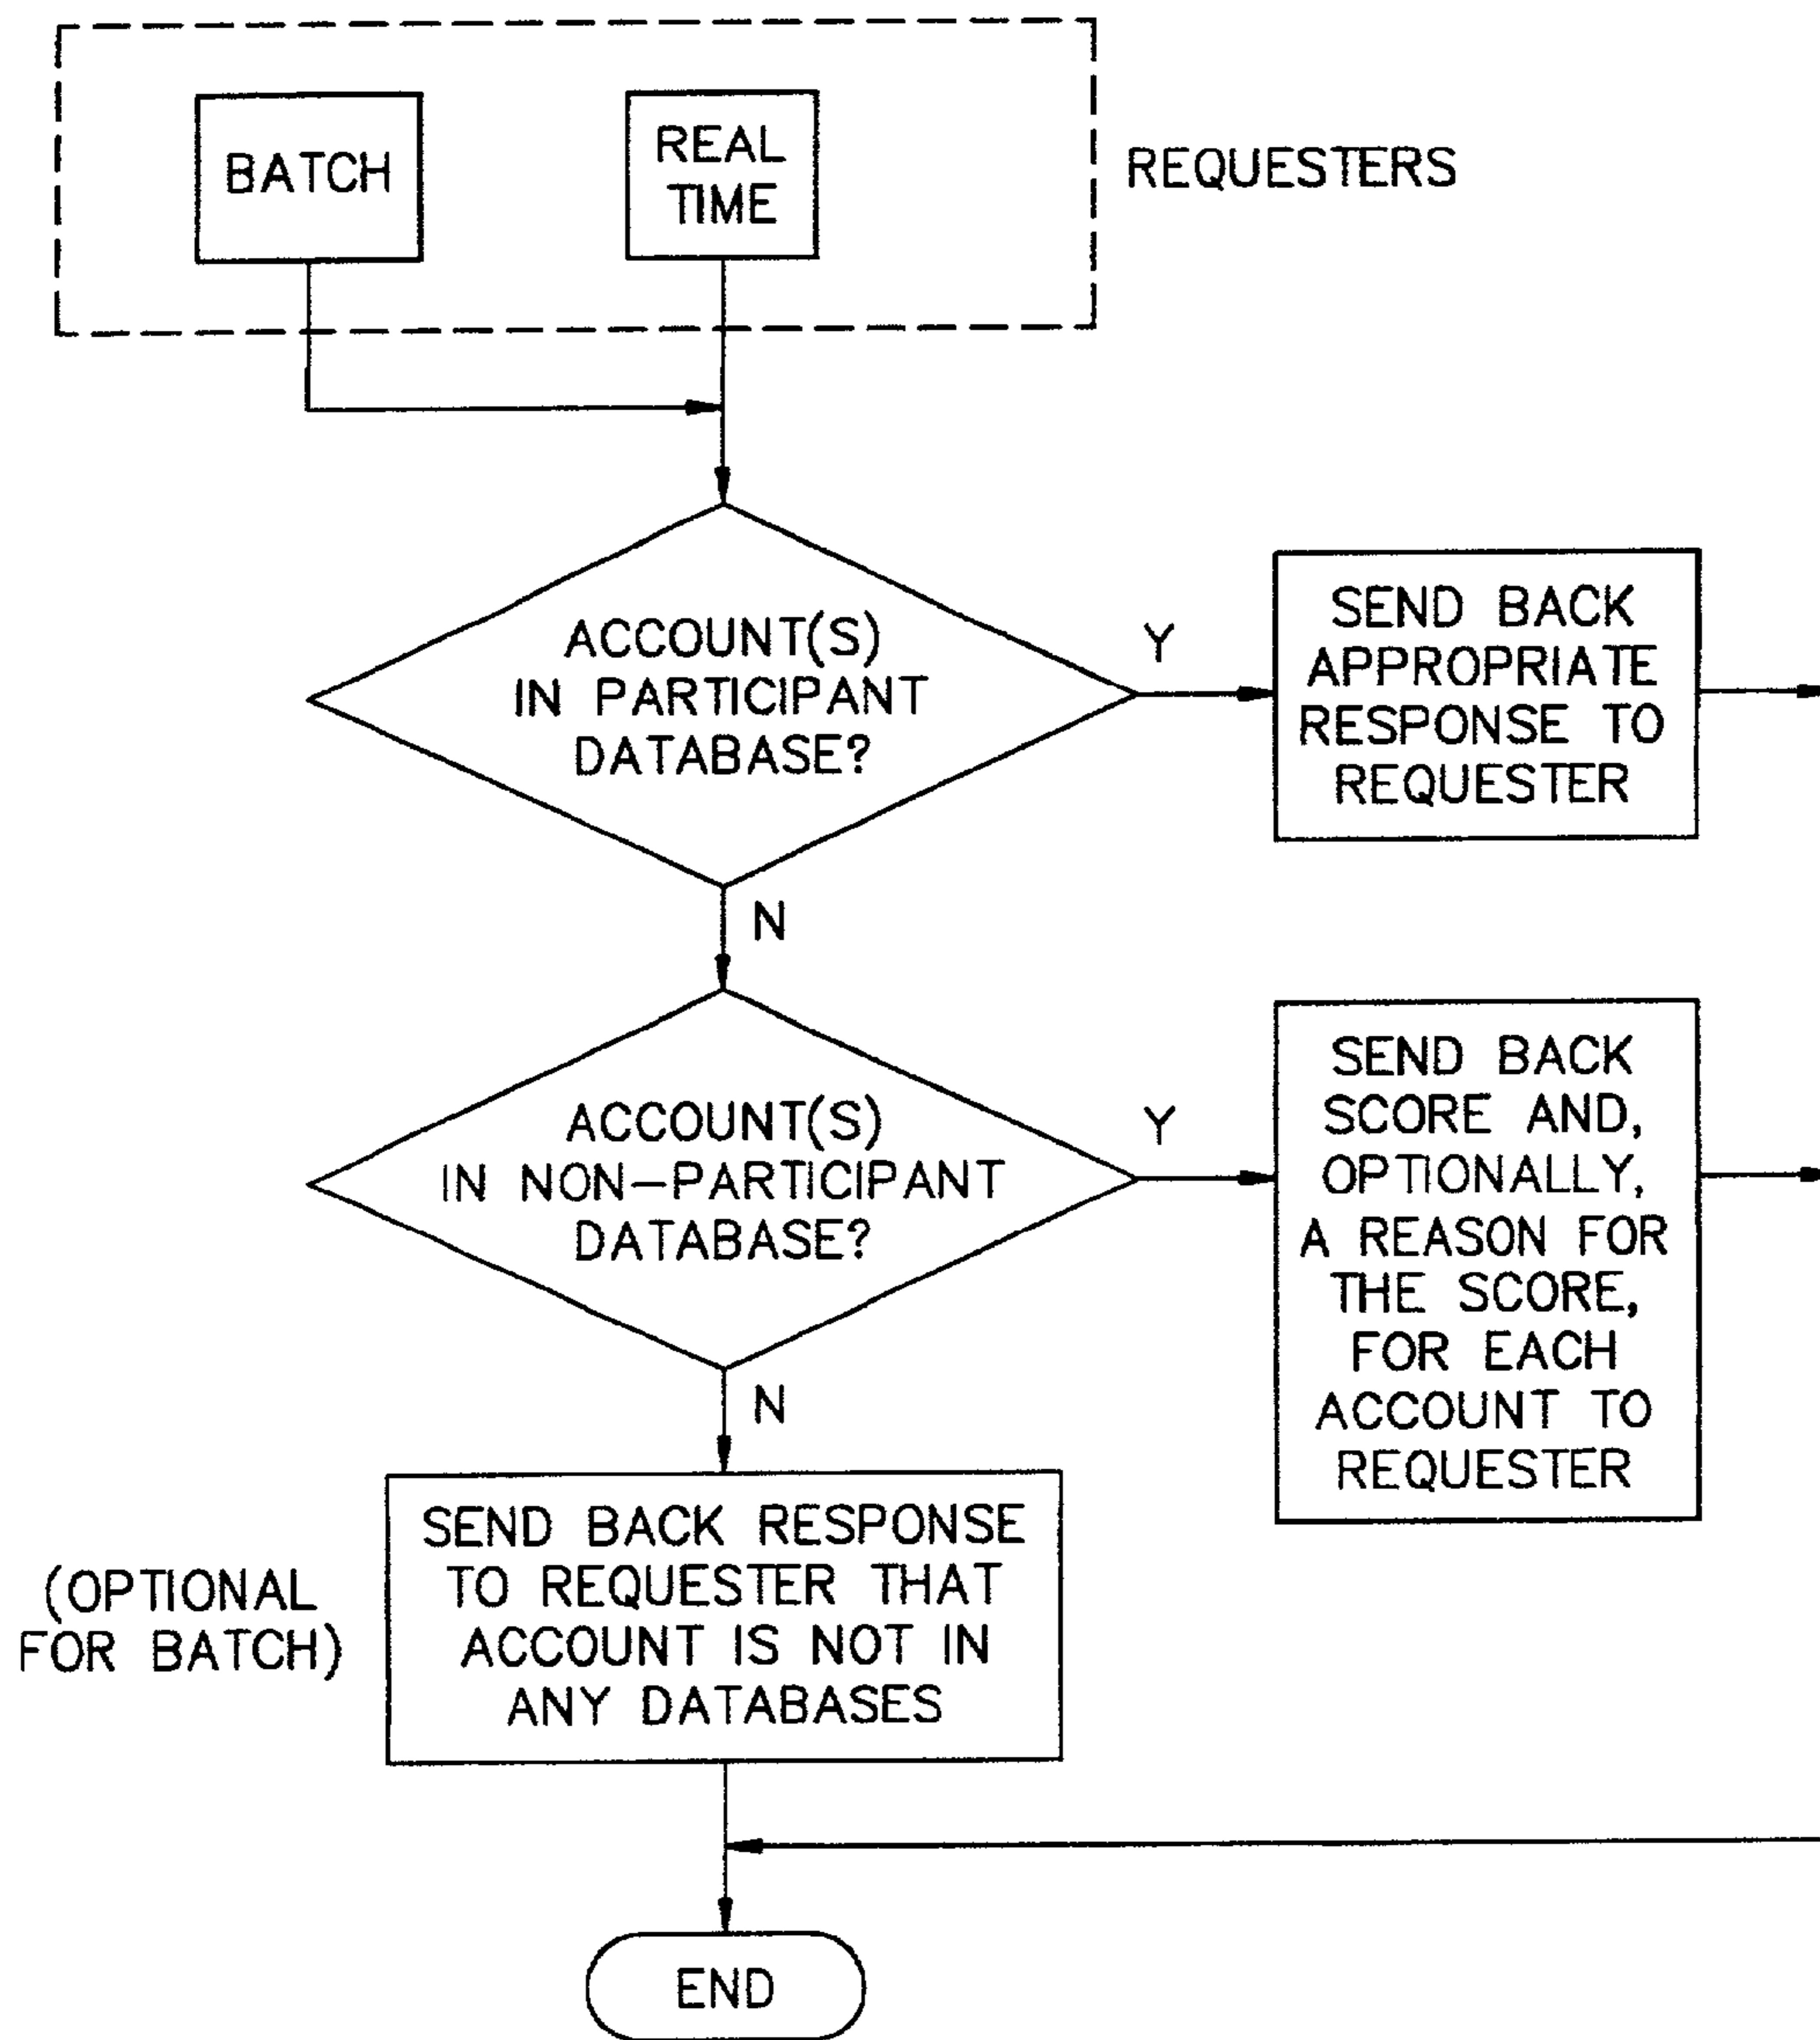 BATCH
REAL
TIME
REQUESTERS
ACCOUNT(S)
IN PARTICIPANT
DATABASE?
Y
SEND BACK
APPROPRIATE
RESPONSE TO
REQUESTER
N
ACCOUNT(S)
IN NON-PARTICIPANT
DATABASE?
Y
SEND BACK
SCORE AND,
OPTIONALLY,
A REASON FOR
THE SCORE,
FOR EACH
ACCOUNT TO
REQUESTER
N
(OPTIONAL
FOR BATCH)
SEND BACK RESPONSE
TO REQUESTER THAT
ACCOUNT IS NOT IN
ANY DATABASES
END